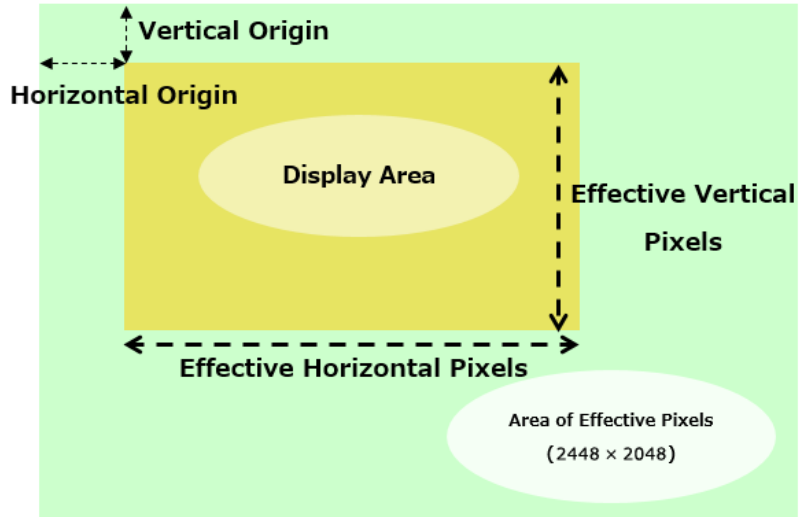 Vertical Origin
Horizontal Origin
Display Area
Effective Vertical
Pixels
Effective Horizontal Pixels
Area of Effective Pixels
(2448 × 2048)